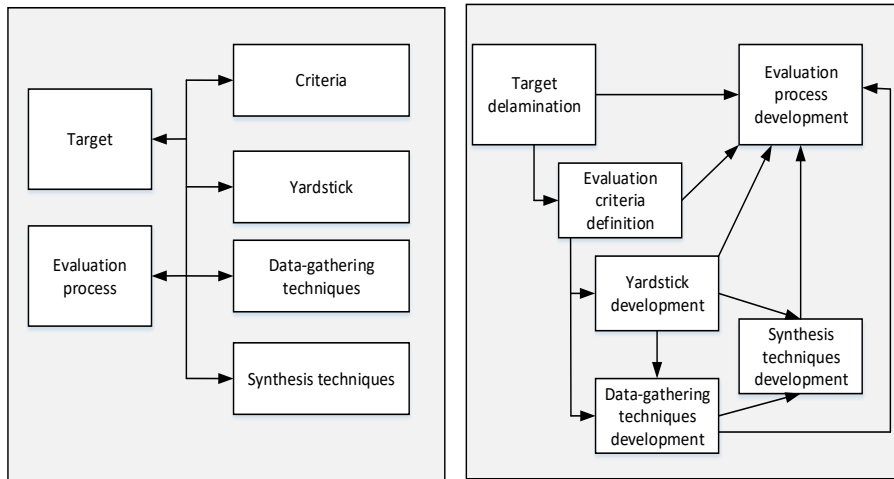 Target
Evaluation
process
Criteria
Yardstick
Data-gathering
techniques
Synthesis techniques
Target
delamination
Evaluation
process
development
Evaluation
criteria
definition
Yardstick
development
Synthesis
techniques
development
Data-gathering
techniques
development